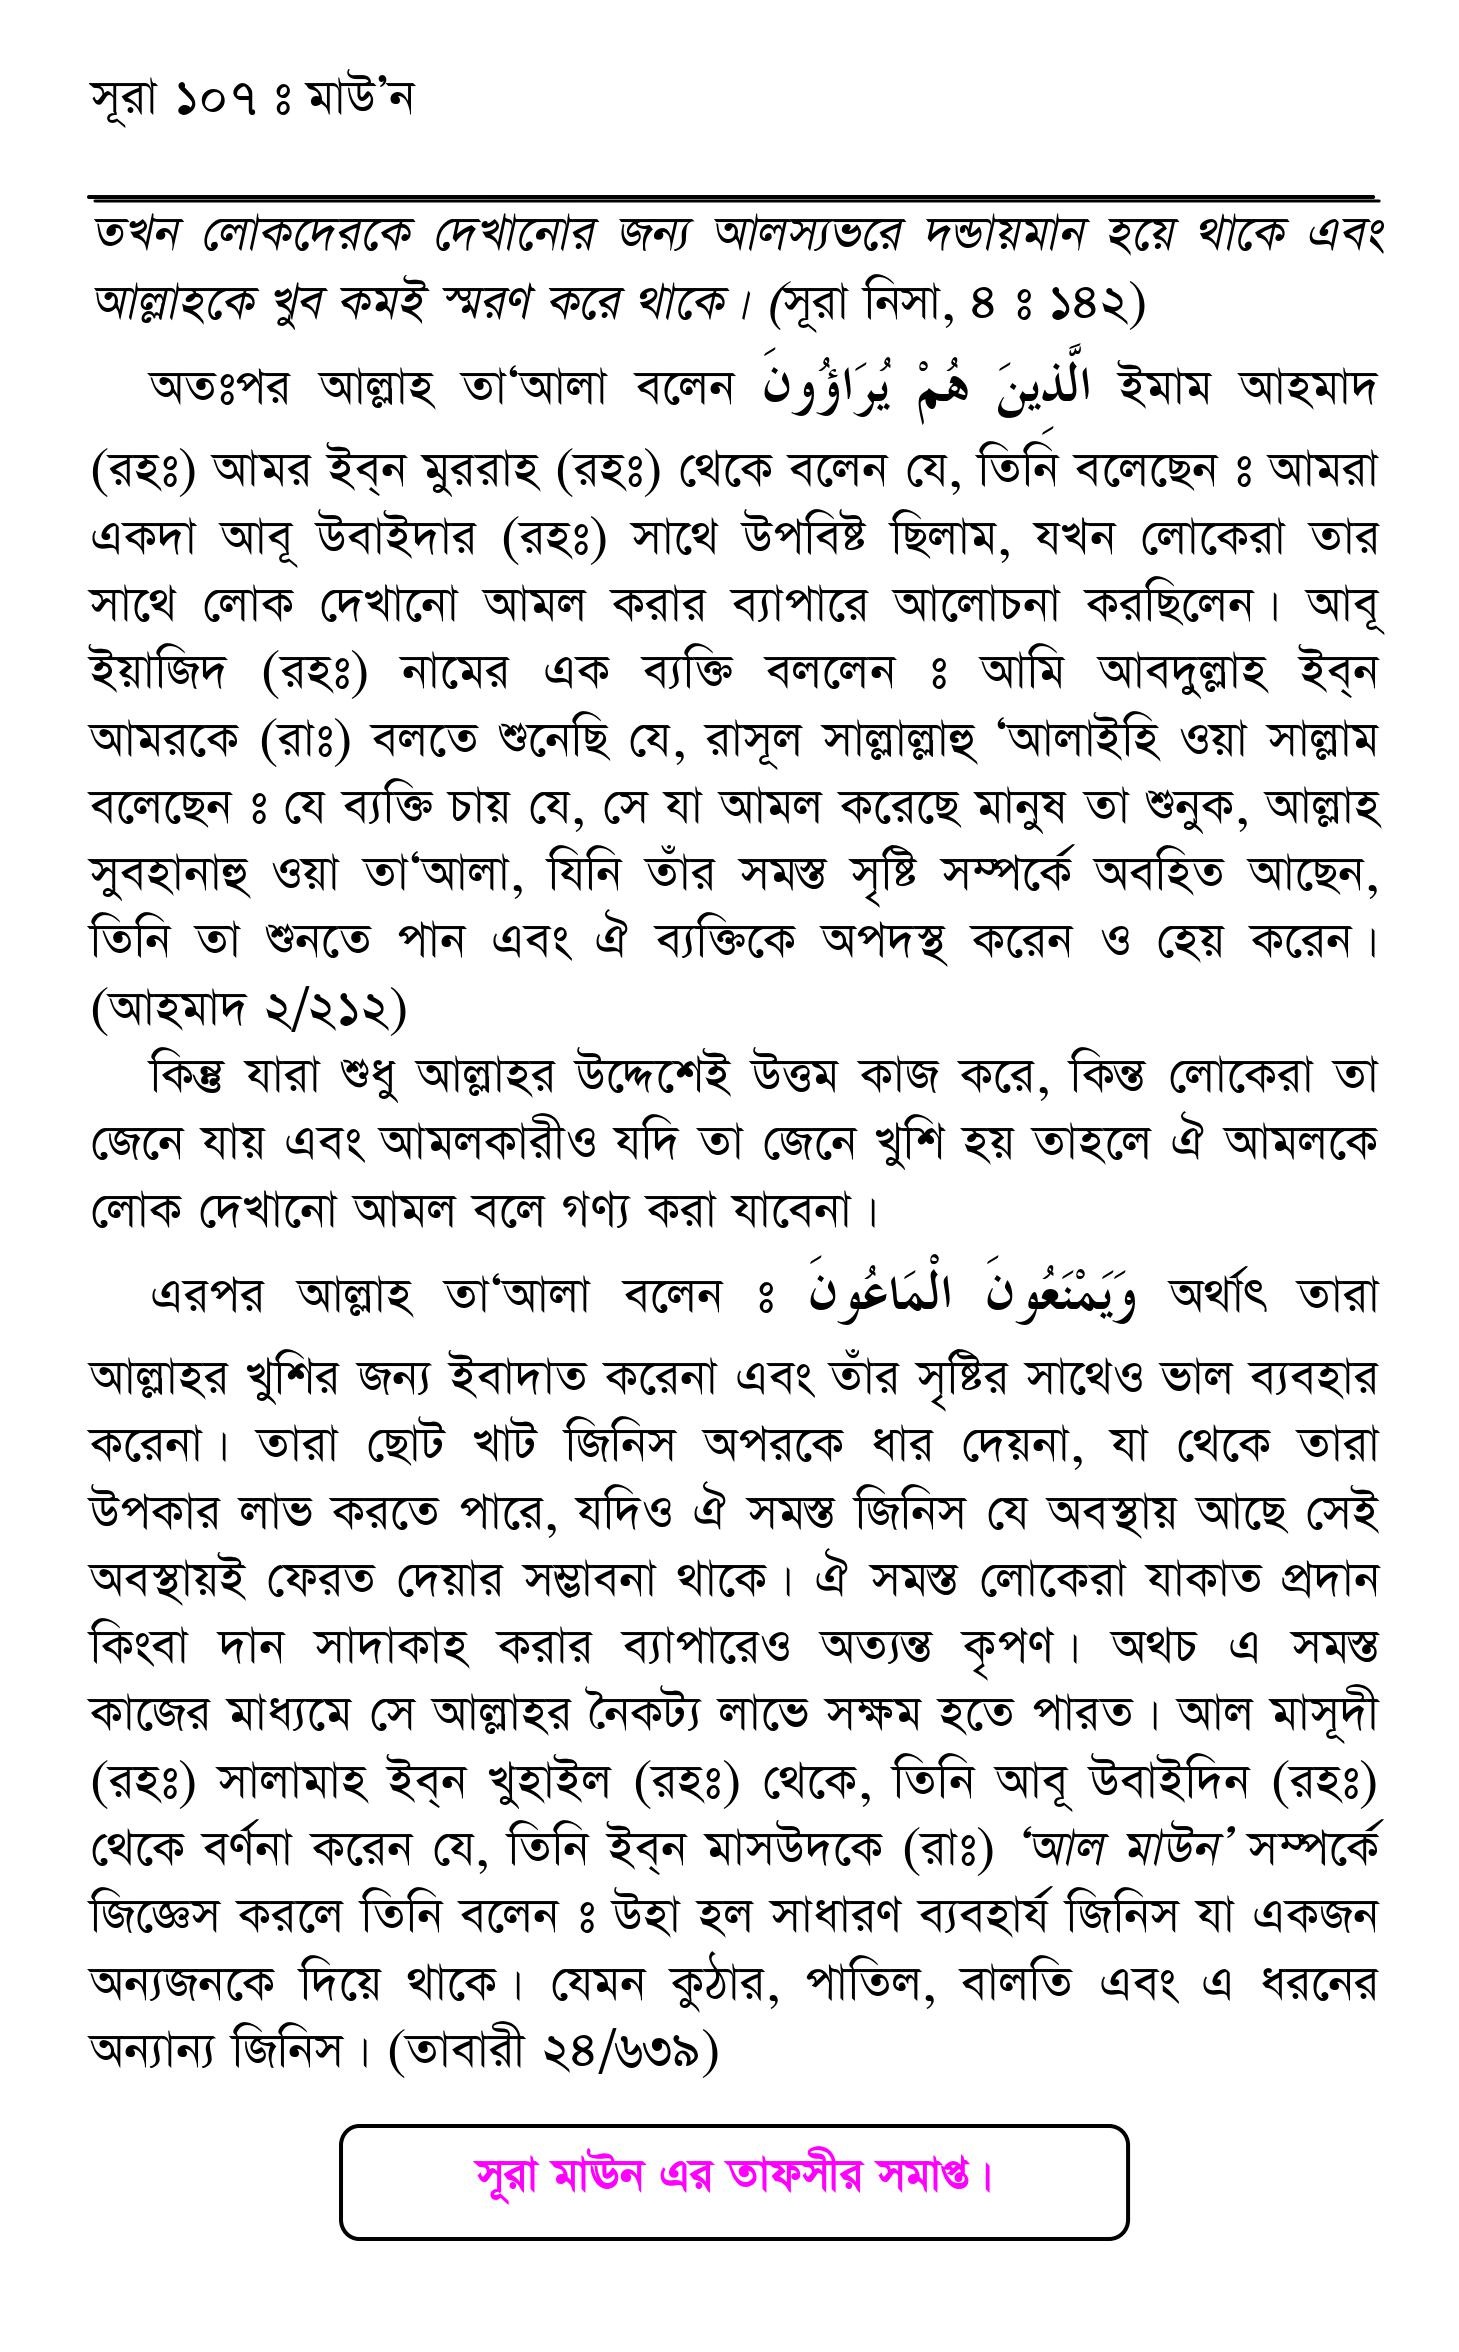 সূরা ১০৭ ঃ মাউ’ন
তখন লোকদেরকে দেখানোর জন্য আলস্যভরে দন্ডায়মান হয়ে থাকে এবং
আল্লাহকে খুব কমই স্মরণ করে থাকে। (সূরা নিসা, ৪ ঃ ১৪২)
অতঃপর আল্লাহ তা‘আলা বলেন الَّذِينَ هُمْ يُرَاؤُونَ ইমাম আহমাদ
(রহঃ) আমর ইব্‌ন মুররাহ (রহঃ) থেকে বলেন যে, তিনি বলেছেন ঃ আমরা
একদা আবূ উবাইদার (রহঃ) সাথে উপবিষ্ট ছিলাম, যখন লোকেরা তার
সাথে লোক দেখানো আমল করার ব্যাপারে আলোচনা করছিলেন। আবূ
ইয়াজিদ (রহঃ) নামের এক ব্যক্তি বললেন ঃ আমি আবদুল্লাহ ইব্‌ন
আমরকে (রাঃ) বলতে শুনেছি যে, রাসূল সাল্লাল্লাহু ‘আলাইহি ওয়া সাল্লাম
বলেছেন ঃ যে ব্যক্তি চায় যে, সে যা আমল করেছে মানুষ তা শুনুক, আল্লাহ
সুবহানাহু ওয়া তা‘আলা, যিনি তাঁর সমস্ত সৃষ্টি সম্পর্কে অবহিত আছেন,
তিনি তা শুনতে পান এবং ঐ ব্যক্তিকে অপদস্থ করেন ও হেয় করেন।
(আহমাদ ২/২১২)
কিন্তু যারা শুধু আল্লাহর উদ্দেশেই উত্তম কাজ করে, কিন্ত লোকেরা তা
জেনে যায় এবং আমলকারীও যদি তা জেনে খুশি হয় তাহলে ঐ আমলকে
লোক দেখানো আমল বলে গণ্য করা যাবেনা।
এরপর আল্লাহ তা‘আলা বলেন ঃ وَيَمْنَعُونَ الْمَاعُونَ অর্থাৎ তারা
আল্লাহর খুশির জন্য ইবাদাত করেনা এবং তাঁর সৃষ্টির সাথেও ভাল ব্যবহার
করেনা। তারা ছোট খাট জিনিস অপরকে ধার দেয়না, যা থেকে তারা
উপকার লাভ করতে পারে, যদিও ঐ সমস্ত জিনিস যে অবস্থায় আছে সেই
অবস্থায়ই ফেরত দেয়ার সম্ভাবনা থাকে। ঐ সমস্ত লোকেরা যাকাত প্রদান
কিংবা দান সাদাকাহ করার ব্যাপারেও অত্যন্ত কৃপণ। অথচ এ সমস্ত
কাজের মাধ্যমে সে আল্লাহর নৈকট্য লাভে সক্ষম হতে পারত। আল মাসূদী
(রহঃ) সালামাহ ইব্‌ন খুহাইল (রহঃ) থেকে, তিনি আবূ উবাইদিন (রহঃ)
থেকে বর্ণনা করেন যে, তিনি ইব্‌ন মাসউদকে (রাঃ) ‘আল মাউন’ সম্পর্কে
জিজ্ঞেস করলে তিনি বলেন ঃ উহা হল সাধারণ ব্যবহার্য জিনিস যা একজন
অন্যজনকে দিয়ে থাকে। যেমন কুঠার, পাতিল, বালতি এবং এ ধরনের
অন্যান্য জিনিস। (তাবারী ২৪/৬৩৯)
সূরা মাঊন এর তাফসীর সমাপ্ত।